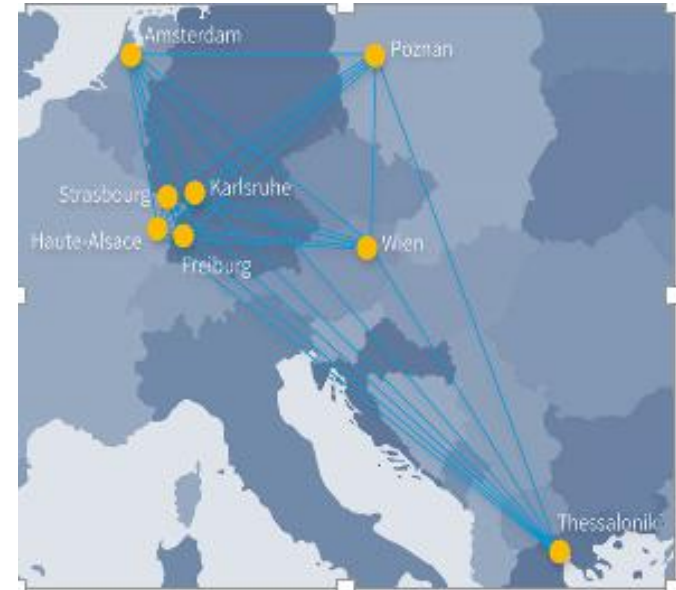 Amsterdam
Poznan
Strasbourg
Karlsruhe
Haute-Alsace
Wien
Freiburg
Thessaloniki